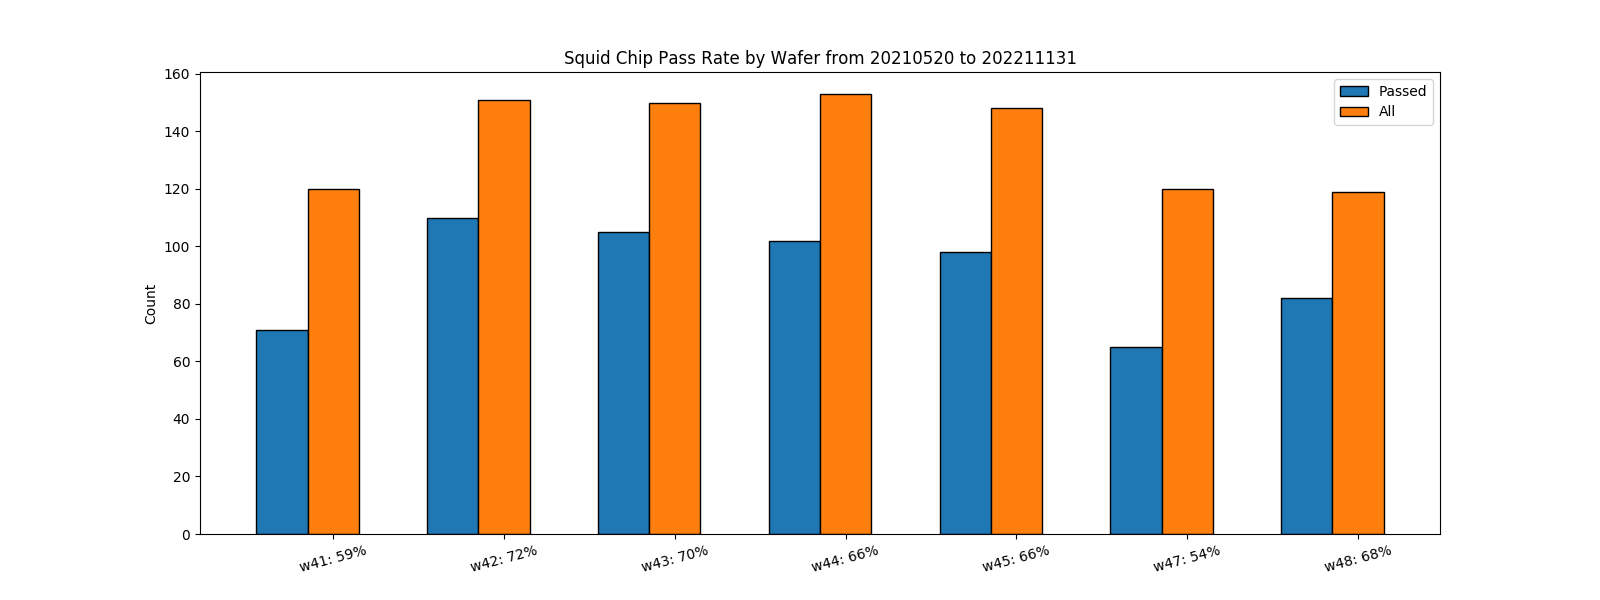 Squid Chip Pass Rate by Wafer from 20210520 to 202211131
Passed
All
Count
160
140
120
100
80
60
40
20
0
w41: 59%
w42: 72%
w43: 70%
w44: 66%
w45: 66%
w47: 54%
w48: 68%